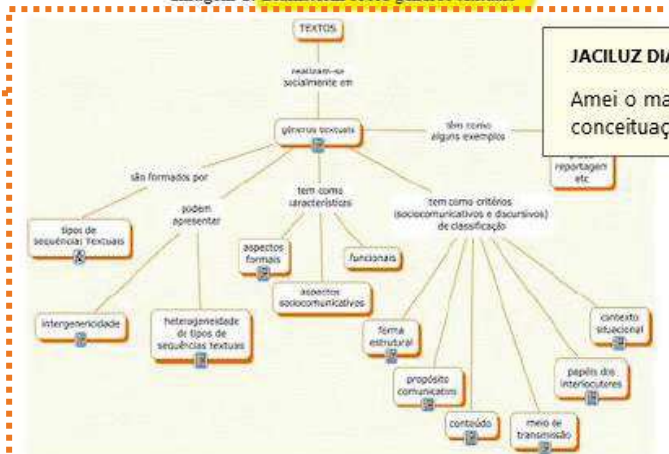 TEXTOS
realizam-se
socialmente em
gêneros textuais
têm como
alguns exemplos
JACILUZ DIA
Amei o ma
conceituaç
reportagem
etc
são formados por
podem
apresentar
tem como
características
tem como critérios
(sociocomunicativos e discursivos)
de classificação
tipos de
sequências textuais
aspectos
formais
funcionais
aspectos
sociocomunicativos
intergenericidade
heterogeneidade
de tipos de
sequências textuais
forma
estrutural
propósito
comunicativo
conteúdo
meio de
transmissão
papéis dos
interlocutores
contexto
situacional